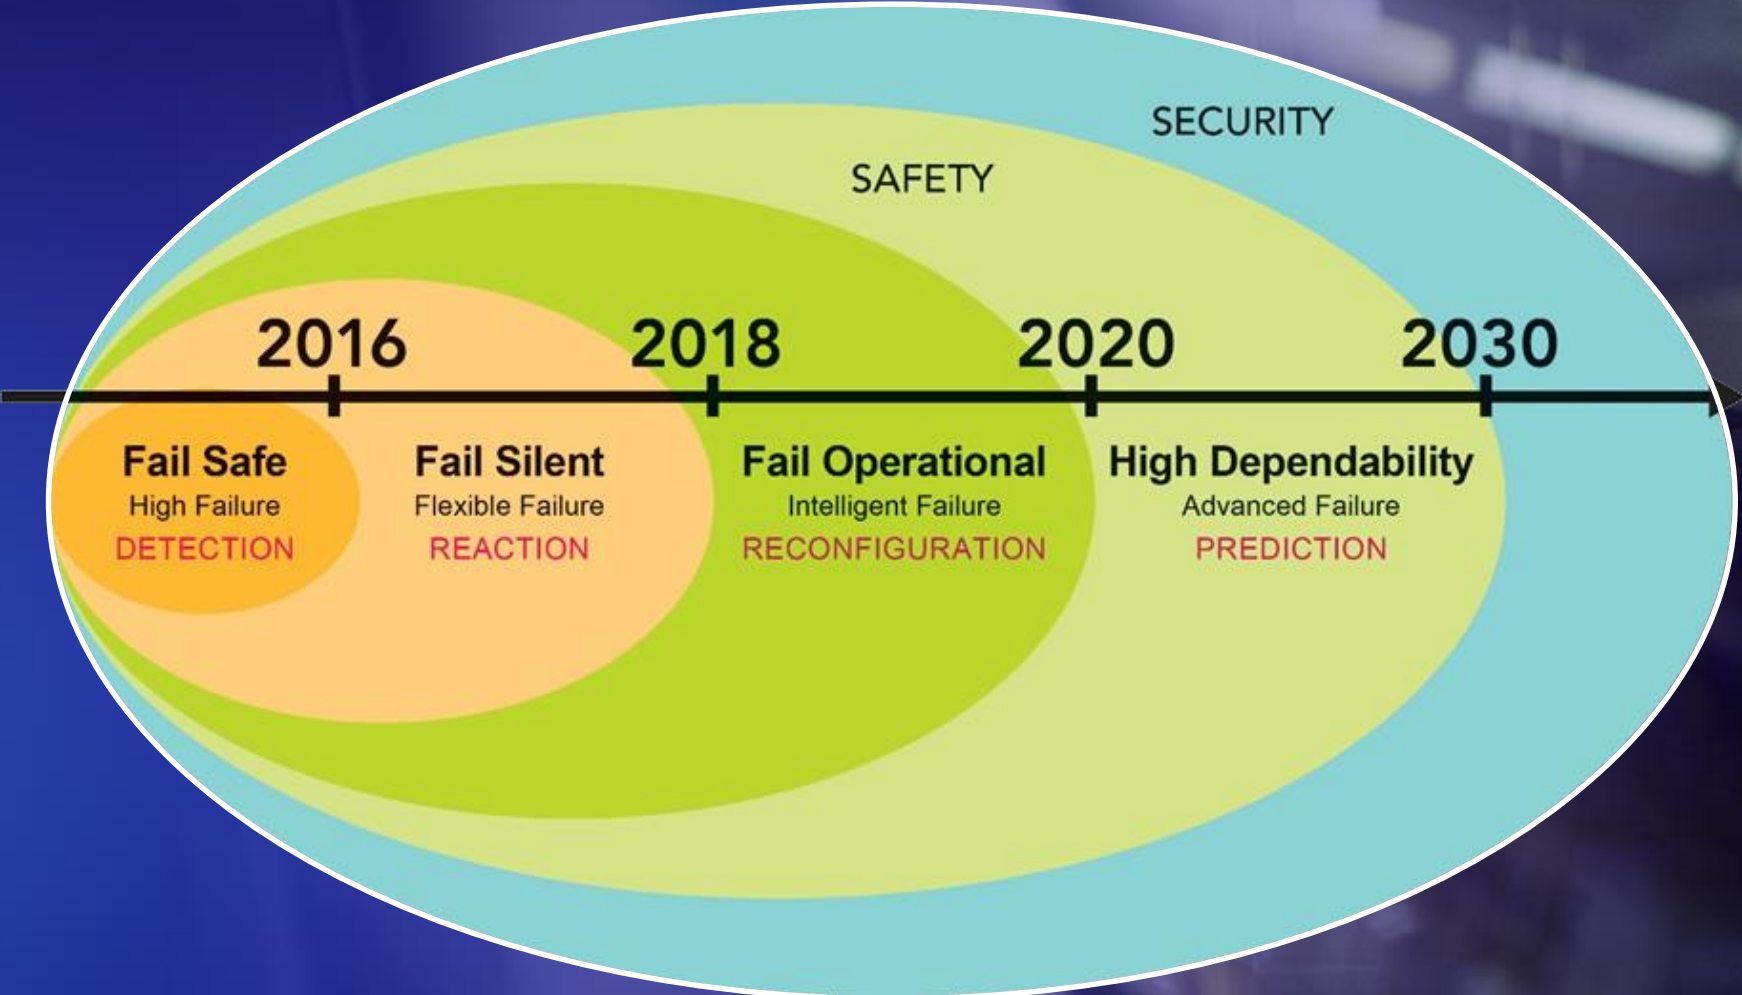 SECURITY
SAFETY
2016 2018 2020 2030
Fail Safe
High Failure
DETECTION
Fail Silent
Flexible Failure
REACTION
Fail Operational
Intelligent Failure
RECONFIGURATION
High Dependability
Advanced Failure
PREDICTION